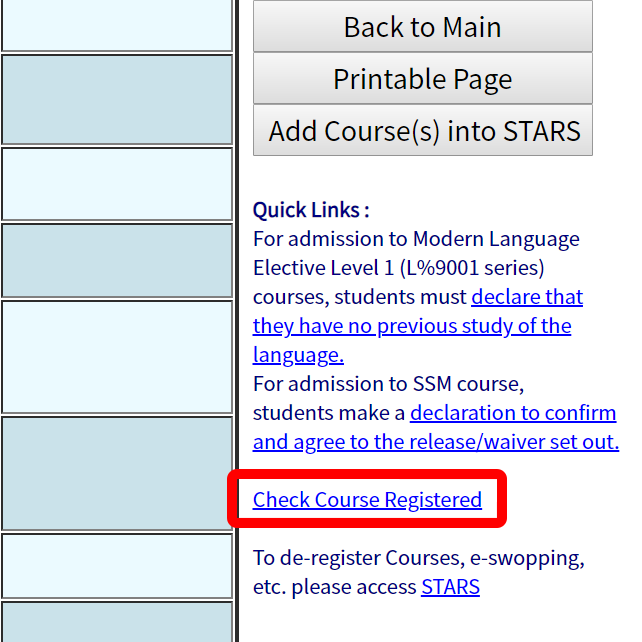 Back to Main
Printable Page
Add Course(s) into STARS
Quick Links :
For admission to Modern Language
Elective Level 1 (L%9001 series)
courses, students must declare that
they have no previous study of the
language.
For admission to SSM course,
students make a declaration to confirm
and agree to the release/waiver set out.
Check Course Registered
To de-register Courses, e-swopping,
etc. please access STARS